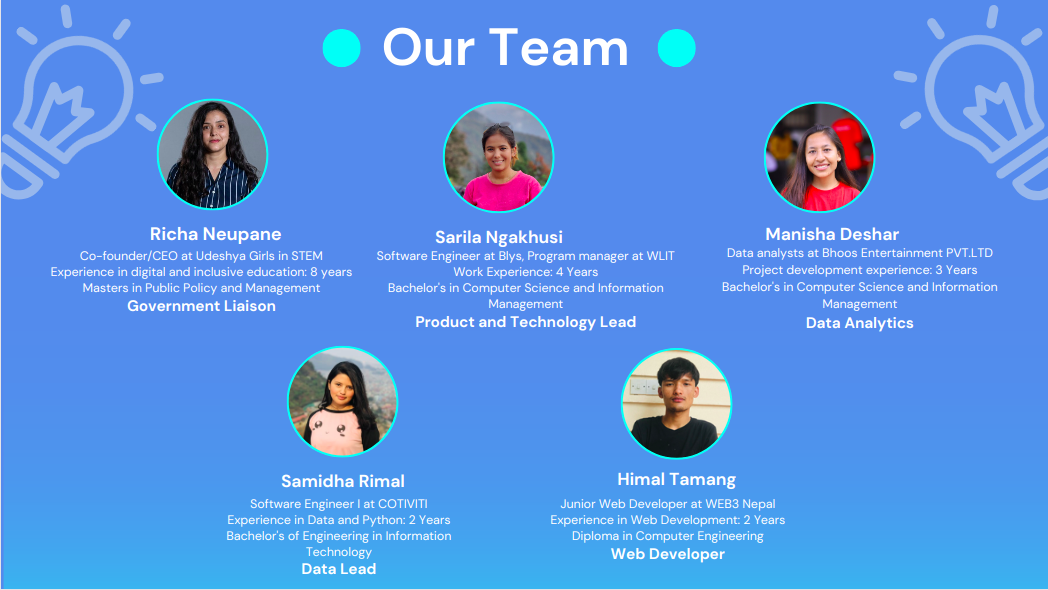 Our Team
Richa Neupane
Co-founder/CEO at Udeshya Girls in STEM
Experience in digital and inclusive education: 8 years
Masters in Public Policy and Management
Government Liaison
Sarila Ngakhusi
Software Engineer at Blys, Program manager at WLIT
Work Experience: 4 Years
Bachelor's in Computer Science and Information
Management
Product and Technology Lead
Manisha Deshar
Data analysts at Bhoos Entertainment PVT.LTD
Project development experience: 3 Years
Bachelor's in Computer Science and Information
Management
Data Analytics
Samidha Rimal
Software Engineer I at COTIVITI
Experience in Data and Python: 2 Years
Bachelor's of Engineering in Information
Technology
Data Lead
Himal Tamang
Junior Web Developer at WEB3 Nepal
Experience in Web Development: 2 Years
Diploma in Computer Engineering
Web Developer